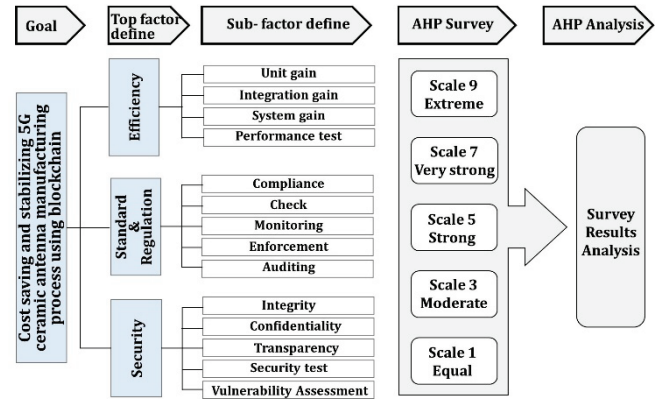 Goal
Top factor
define
Sub- factor define
AHP Survey
AHP Analysis
Cost saving and stabilizing 5G
ceramic antenna manufacturing
process using blockchain
Efficiency
Unit gain
Integration gain
System gain
Performance test
Standard
&
Regulation
Compliance
Check
Monitoring
Enforcement
Auditing
Security
Integrity
Confidentiality
Transparency
Security test
Vulnerability Assessment
Scale 9
Extreme
Scale 7
Very strong
Scale 5
Strong
Scale 3
Moderate
Scale 1
Equal
Survey
Results
Analysis